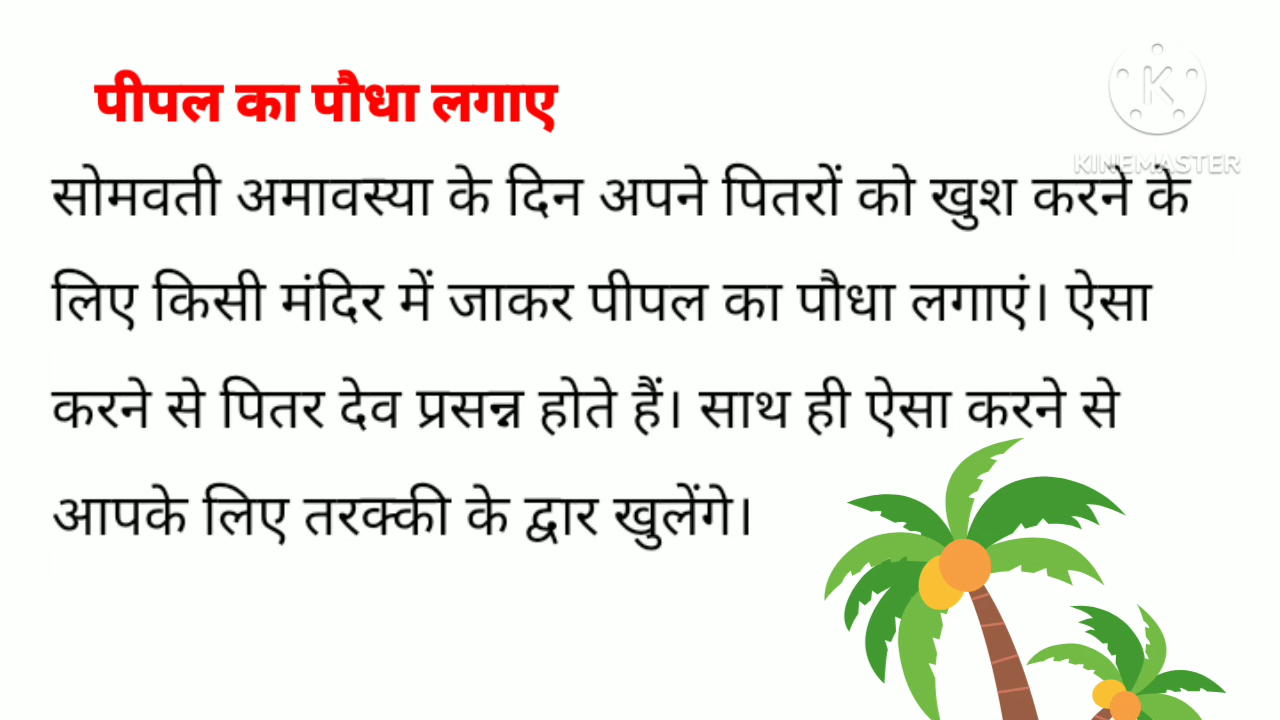 पीपल का पौधा लगाए
KINEMASTER
सोमवती अमावस्या के दिन अपने पितरों को खुश करने के
लिए किसी मंदिर में जाकर पीपल का पौधा लगाएं। ऐसा
करने से पितर देव प्रसन्न होते हैं। साथ ही ऐसा करने से
आपके लिए तरक्की के द्वार खुलेंगे।